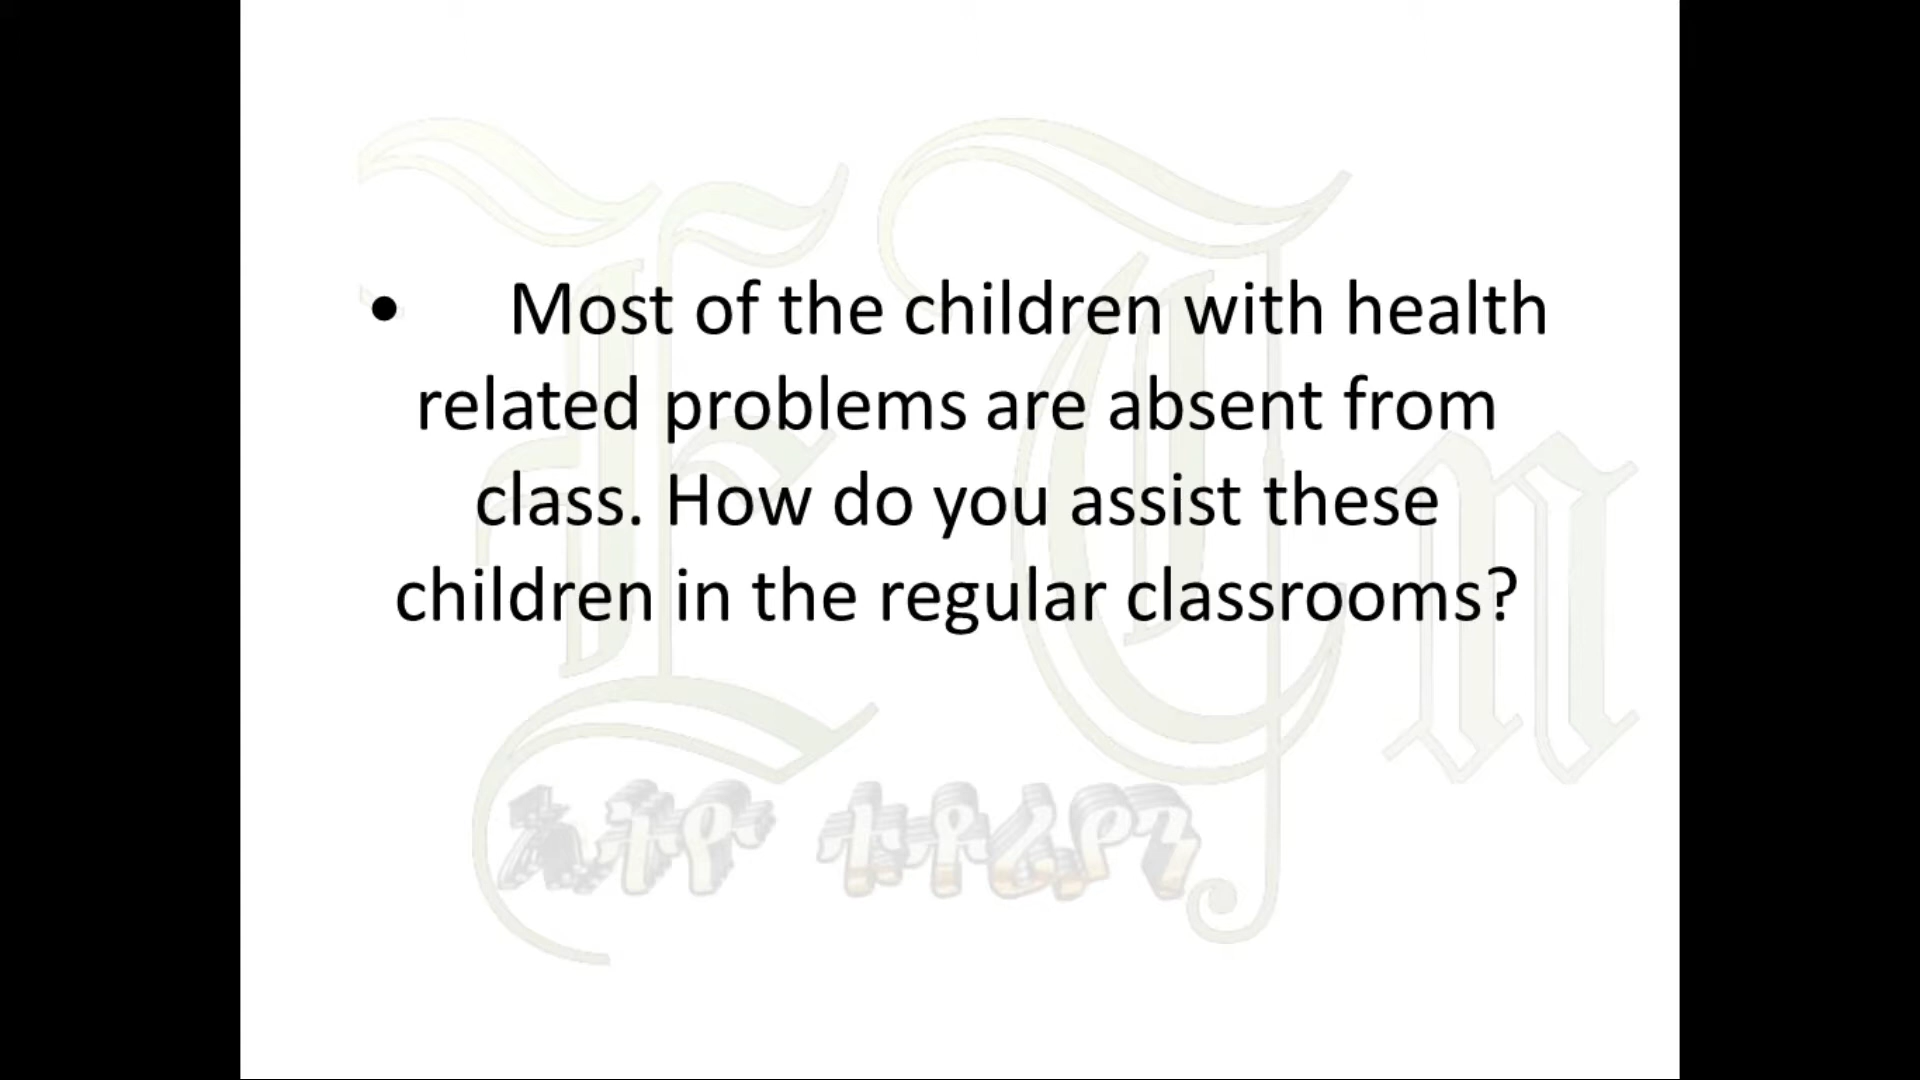 • Most of the children with health
related problems are absent from
class. How do you assist these
children in the regular classrooms?